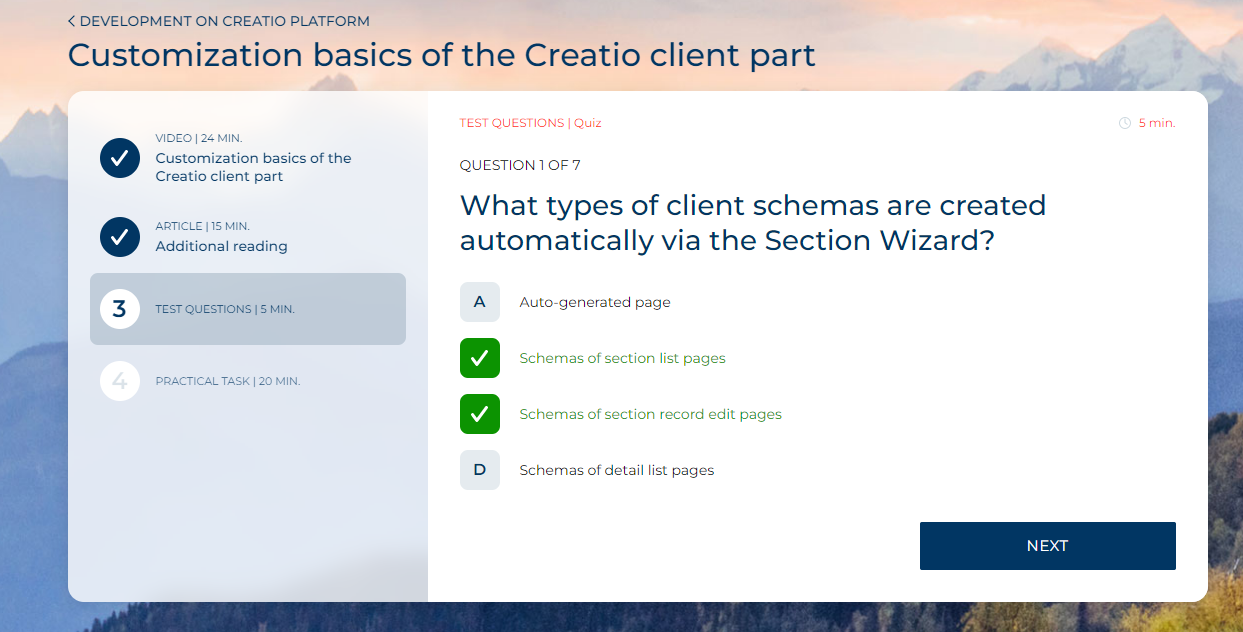 DEVELOPMENT ON CREATIO PLATFORM
Customization basics of the Creatio client part
VIDEO | 24 MIN.
Customization basics of the
Creatio client part
ARTICLE | 15 MIN.
Additional reading
3
TEST QUESTIONS | 5 MIN.
4
PRACTICAL TASK | 20 MIN.
TEST QUESTIONS | Quiz
5 min.
QUESTION 1 OF 7
What types of client schemas are created
automatically via the Section Wizard?
A Auto-generated page
Schemas of section list pages
Schemas of section record edit pages
D Schemas of detail list pages
NEXT